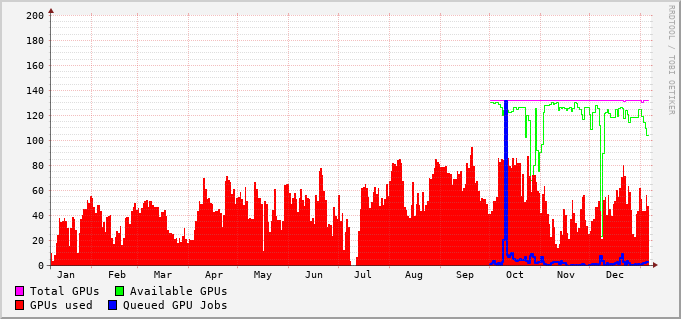 200
180
160
140
120
100
80
60
40
20
0
Jan Feb Mar Apr May Jun Jul Aug Sep Oct Nov Dec
Total GPUs Available GPUs
GPUs used Queued GPU Jobs
RRDTOOL / TOBI OETIKER